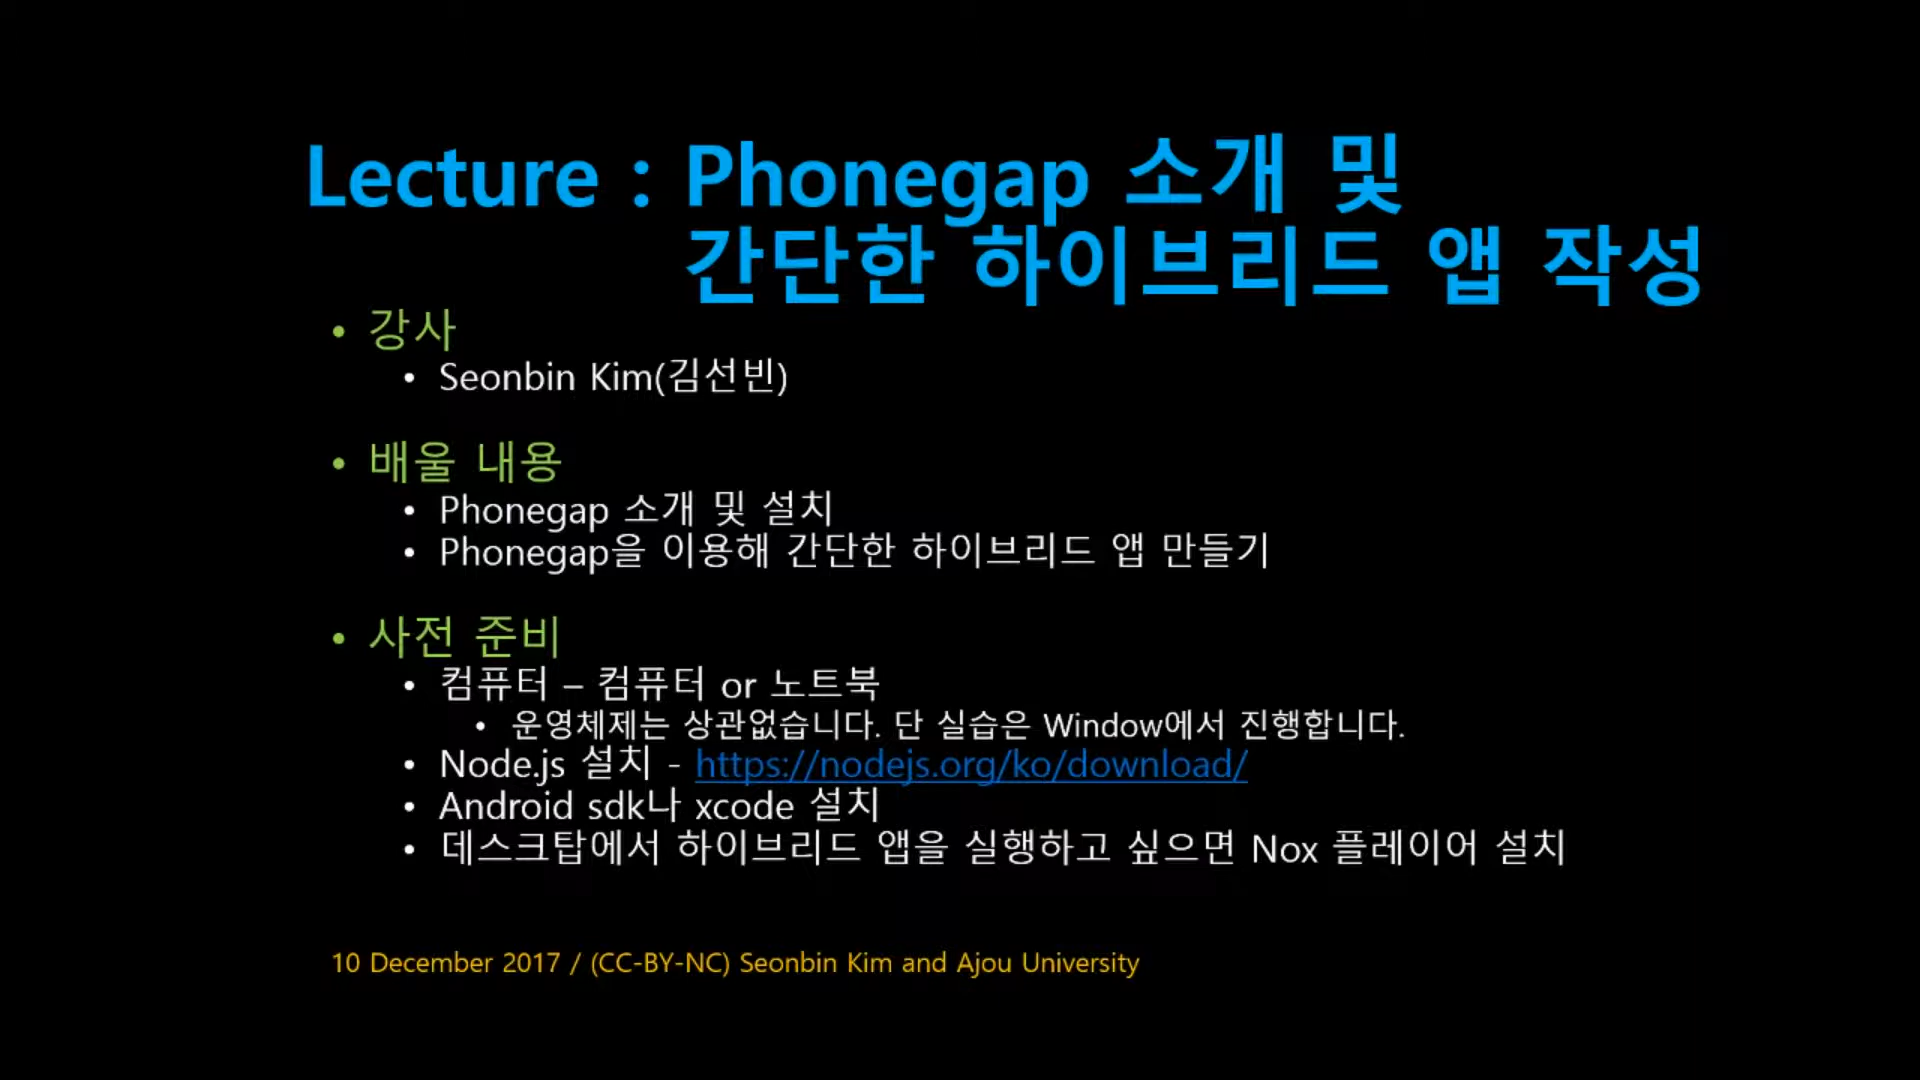 Lecture : Phonegap 소개 및
간단한 하이브리드 앱 작성
• 강사
• Seonbin Kim(김선빈)
• 배울 내용
• Phonegap 소개 및 설치
• Phonegap을 이용해 간단한 하이브리드 앱 만들기
• 사전 준비
• 컴퓨터 – 컴퓨터 or 노트북
• 운영체제는 상관없습니다. 단 실습은 Window에서 진행합니다.
• Node.js 설치 - https://nodejs.org/ko/download/
• Android sdk나 xcode 설치
• 데스크탑에서 하이브리드 앱을 실행하고 싶으면 Nox 플레이어 설치
10 December 2017 / (CC-BY-NC) Seonbin Kim and Ajou University